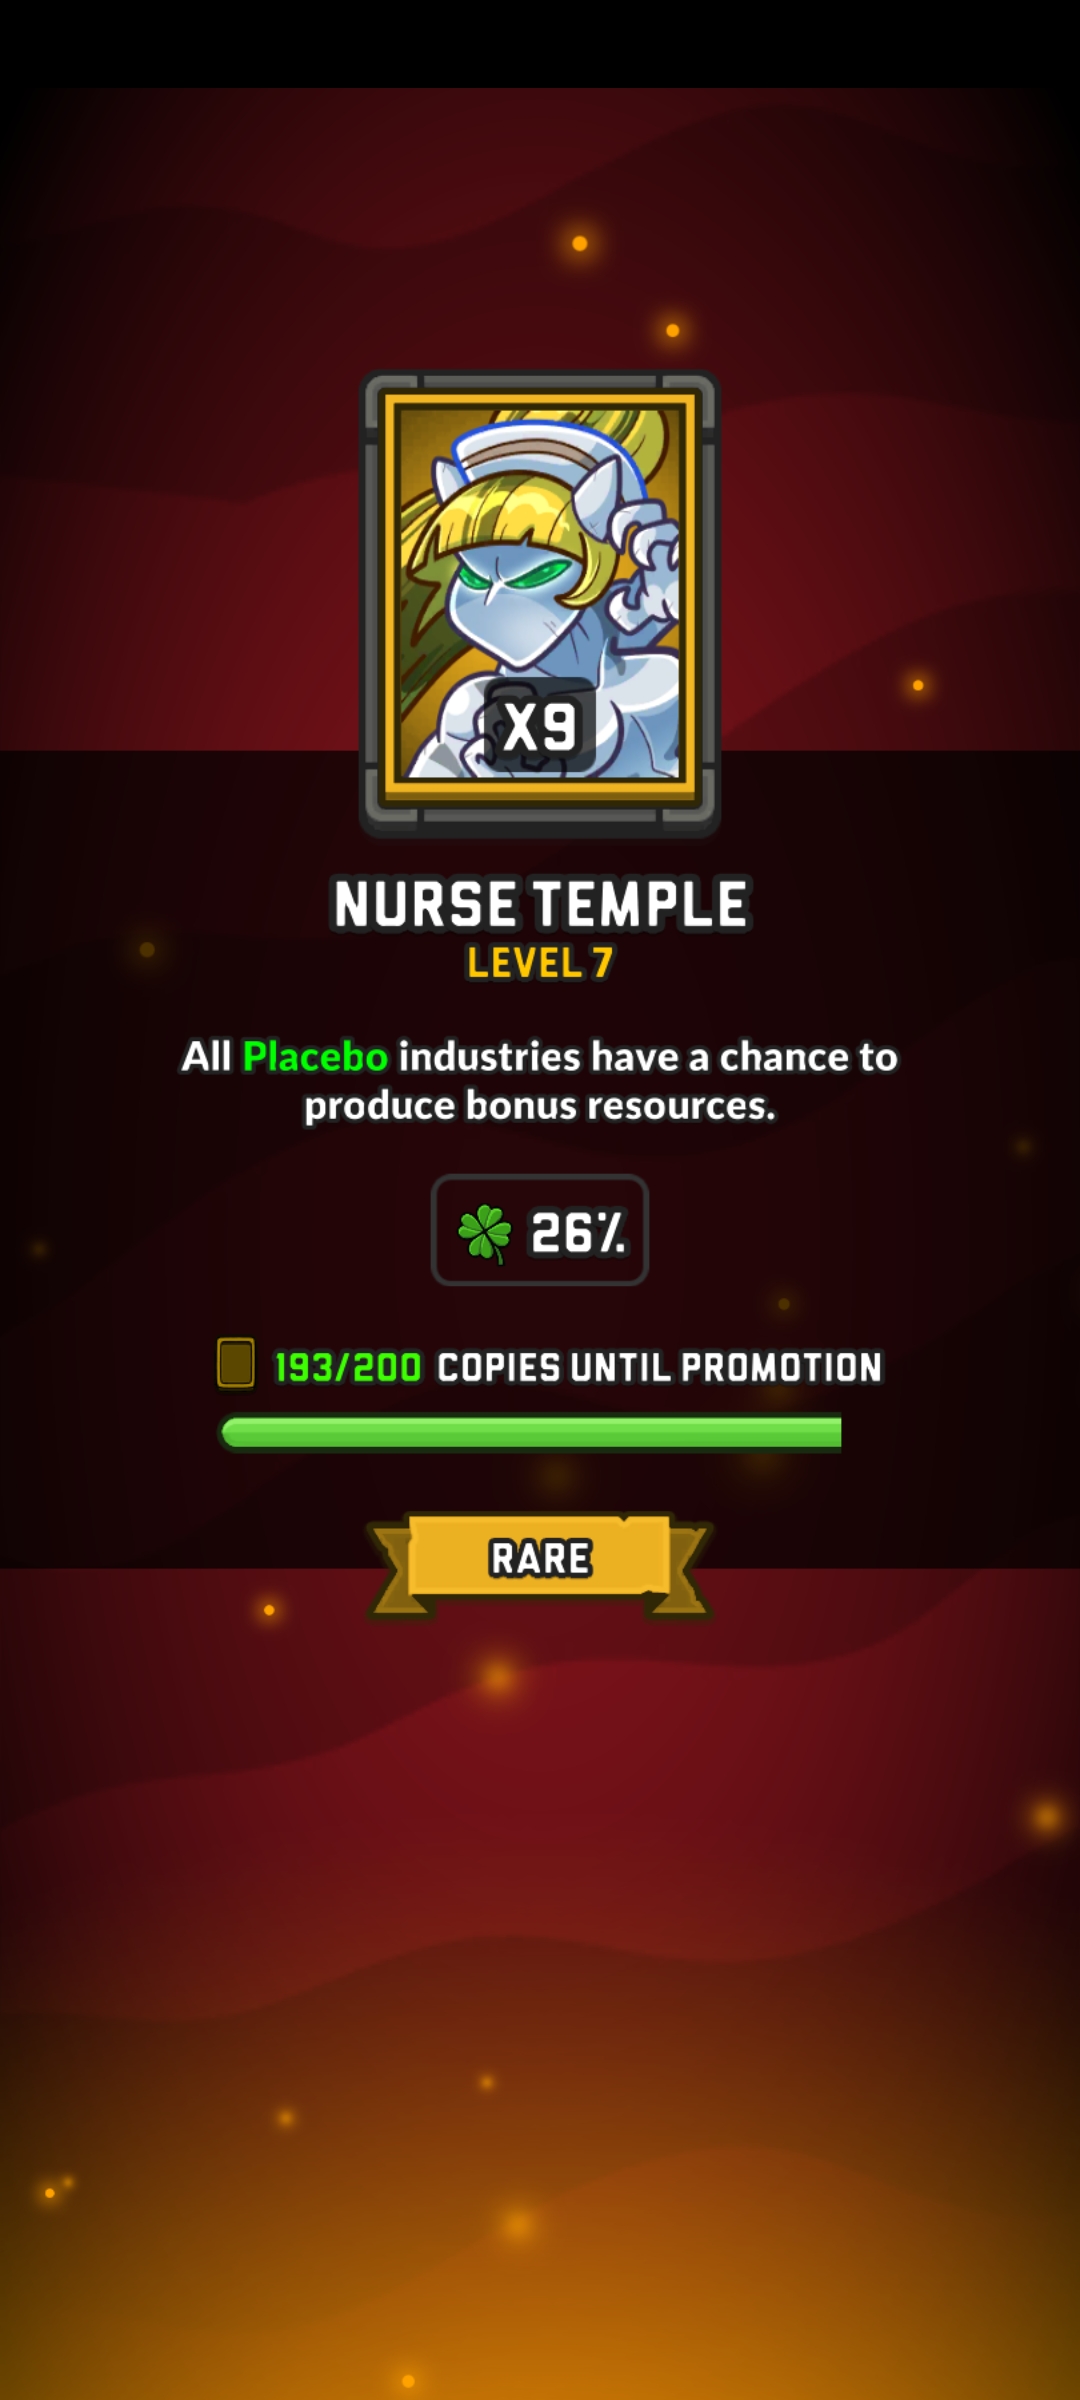 X9
NURSE TEMPLE
LEVEL 7
All Placebo industries have a chance to
produce bonus resources.
26%
193/200 COPIES UNTIL PROMOTION
RARE